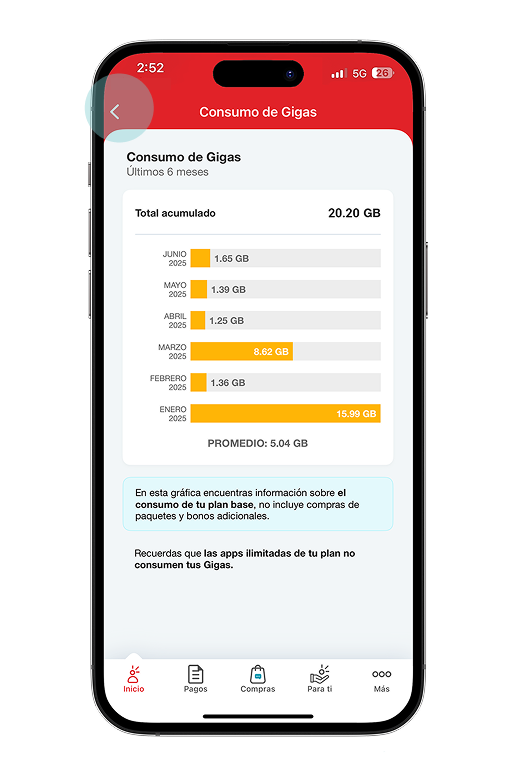 2:52
5G 26
Consumo de Gigas
Consumo de Gigas
Últimos 6 meses
Total acumulado 20.20 GB
JUNIO
2025
1.65 GB
MAYO
2025
1.39 GB
ABRIL
2025
1.25 GB
MARZO
2025
8.62 GB
FEBRERO
2025
1.36 GB
ENERO
2025
15.99 GB
PROMEDIO: 5.04 GB
En esta gráfica encuentras información sobre el
consumo de tu plan base, no incluye compras de
paquetes y bonos adicionales.
Recuerdas que las apps ilimitadas de tu plan no
consumen tus Gigas.
Inicio Pagos Compras Para ti Más